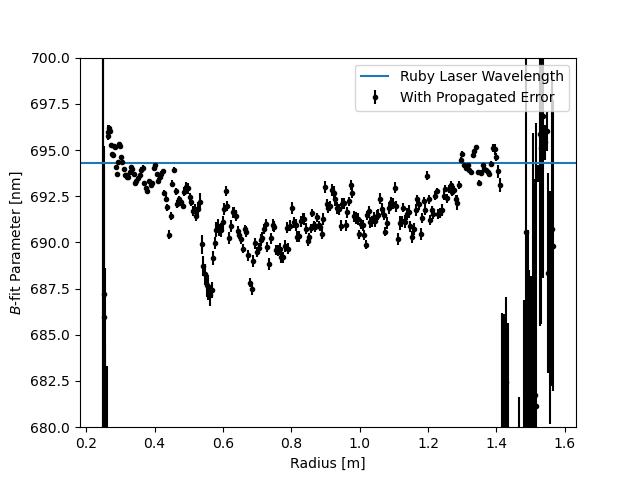 700.0
697.5
695.0
692.5
690.0
687.5
685.0
682.5
680.0
B-fit Parameter [nm]
Ruby Laser Wavelength
With Propagated Error
0.2 0.4 0.6 0.8 1.0 1.2 1.4 1.6
Radius [m]